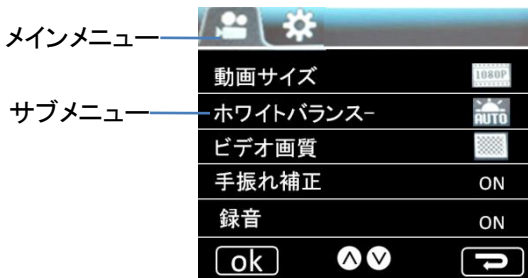 メインメニュー
動画サイズ 1080P
サブメニュー ホワイトバランス- AUTO
ビデオ画質
手振れ補正 ON
録音 ON
ok